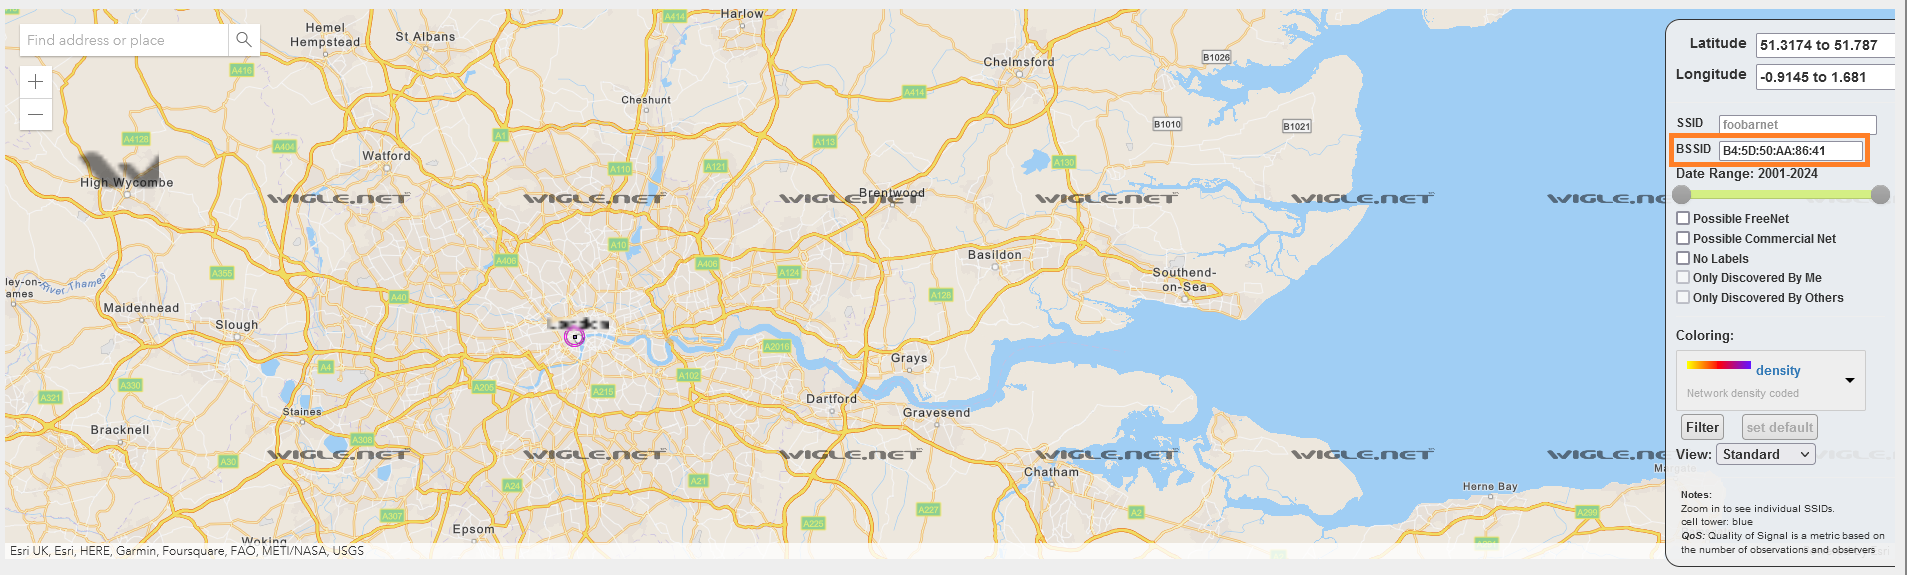 Find address or place
Hemel
Hempstead
St Albans
Harlow
A414
A416
Chelmsford
B1026
A4128
A404
A1
Cheshunt
A414
A113
B1010
B1021
Watford
A110
A121
A130
High Wycombe
Brentwood
WIGLE.NET
WIGLE.NET
WIGLE.NET
WIGLE.NET
A10
A406
A406
A124
Basildon
Southend-
on-Sea
A355
River Thames
ley-on-
ames
Maidenhead
Slough
A40
A128
London
A4
A2016
Grays
A330
A321
A205
A102
A215
Dartford
Gravesend
Staines
Bracknell
A308
A30
WIGLE.NET
WIGLE.NET
WIGLE.NET
WIGLE.NET
A24
A21
Chatham
Herne Bay
A307
A225
A227
A2
A299
Epsom
Woking
Esri UK, Esri, HERE, Garmin, Foursquare, FAO, METI/NASA, USGS
Latitude 51.3174 to 51.787
Longitude -0.9145 to 1.681
SSID foobarnet
BSSID B4:5D:50:AA:86:41
Date Range: 2001-2024
Possible FreeNet
Possible Commercial Net
No Labels
Only Discovered By Me
Only Discovered By Others
Coloring:
density
Network density coded
Filter set default
View: Standard
Notes:
Zoom in to see individual SSIDs.
cell tower: blue
QoS: Quality of Signal is a metric based on
the number of observations and observers